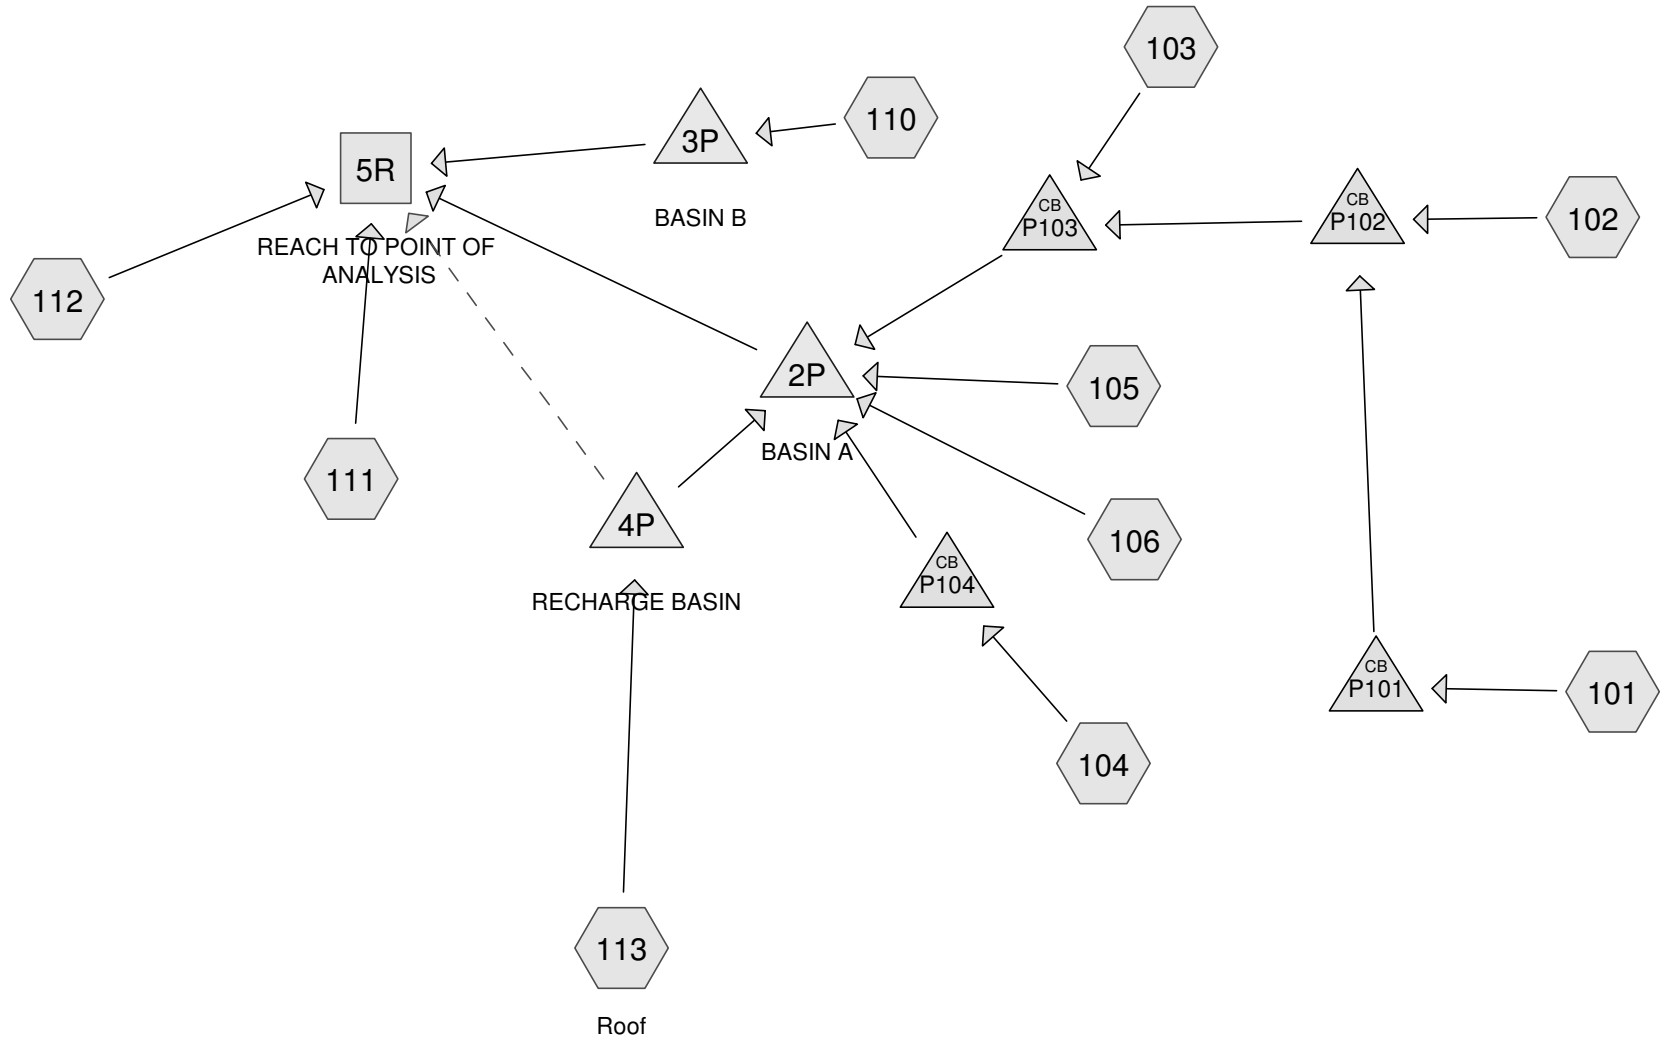 103
110
3P
5R
CB
P103
CB
P102
102
BASIN B
REACH TO POINT OF
ANALYSIS
112
2P
105
BASIN A
111
4P
106
CB
P104
RECHARGE BASIN
CB
P101
101
104
113
Roof